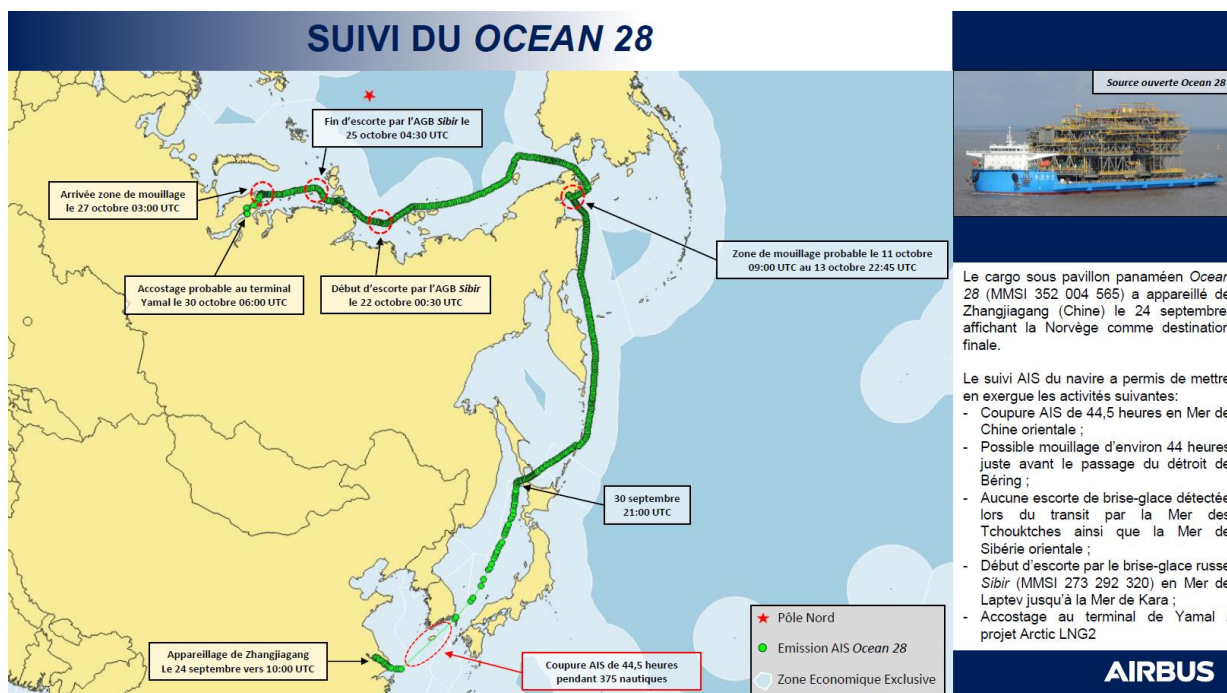 SUIVI DU OCEAN 28
Fin d'escorte par l'AGB Sibir le
25 octobre 04:30 UTC
Arrivée zone de mouillage
le 27 octobre 03:00 UTC
Accostage probable au terminal
Yamal le 30 octobre 06:00 UTC
Début d'escorte par l'AGB Sibir
le 22 octobre 00:30 UTC
Zone de mouillage probable le 11 octobre
09:00 UTC au 13 octobre 22:45 UTC
30 septembre
21:00 UTC
Appareillage de Zhangjiagang
Le 24 septembre vers 10:00 UTC
Coupure AIS de 44,5 heures
pendant 375 nautiques
Pôle Nord
Emission AIS Ocean 28
Zone Economique Exclusive
Source ouverte Ocean 28
Le cargo sous pavillon panaméen Ocean
28 (MMSI 352 004 565) a appareillé de
Zhangjiagang (Chine) le 24 septembre
affichant la Norvège comme destination
finale.
Le suivi AIS du navire a permis de mettre
en exergue les activités suivantes:
- Coupure AIS de 44,5 heures en Mer de
Chine orientale ;
- Possible mouillage d'environ 44 heures
juste avant le passage du détroit de
Béring ;
- Aucune escorte de brise-glace détectée
lors du transit par la Mer des
Tchouktches ainsi que la Mer de
Sibérie orientale ;
- Début d'escorte par le brise-glace russe
Sibir (MMSI 273 292 320) en Mer de
Laptev jusqu'à la Mer de Kara ;
- Accostage au terminal de Yamal
projet Arctic LNG2
AIRBUS